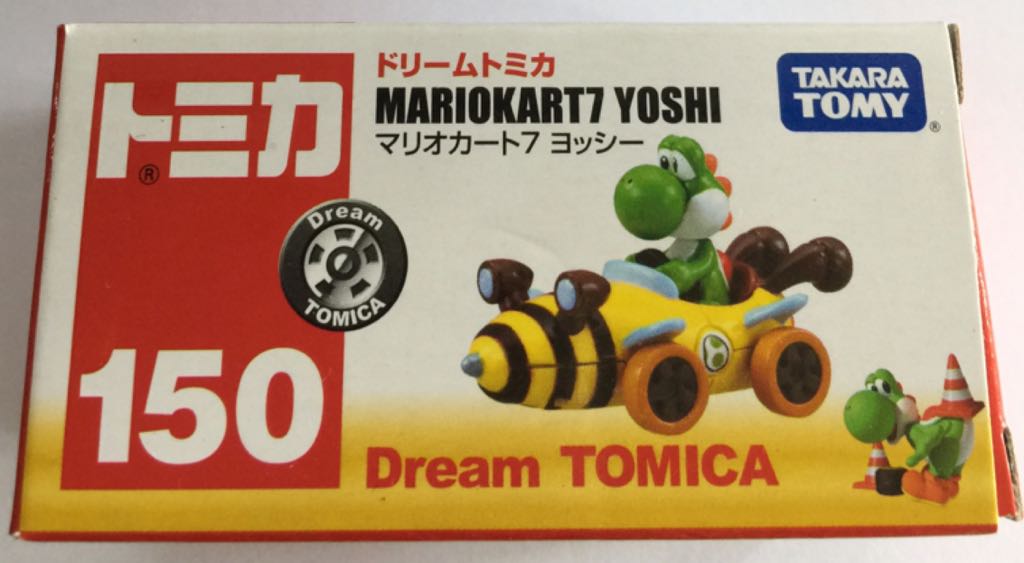 トミカ
®
Dream
TOMICA
150
ドリームトミカ
MARIOKART7 YOSHI
マリオカート7 ヨッシー
TAKARA
TOMY
®
Dream TOMICA